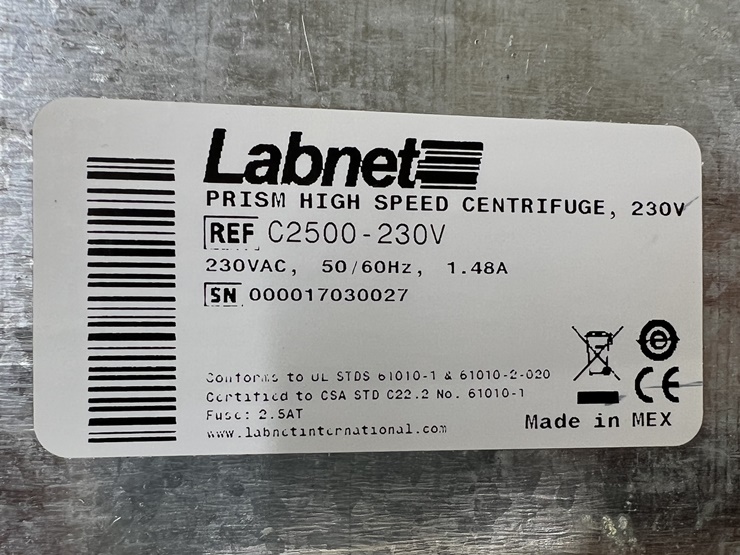 Labnet
PRISM HIGH SPEED CENTRIFUGE, 230V
REF C2500-230V
230VAC, 50/60Hz, 1.48A
SN 000017030027
Conforms to UL STDS 61010-1 & 61010-2-020
Certified to CSA STD C22.2 No. 61010-1
Fuse: 2.5AT
www.labnetinternational.com
e
CE
Made in MEX